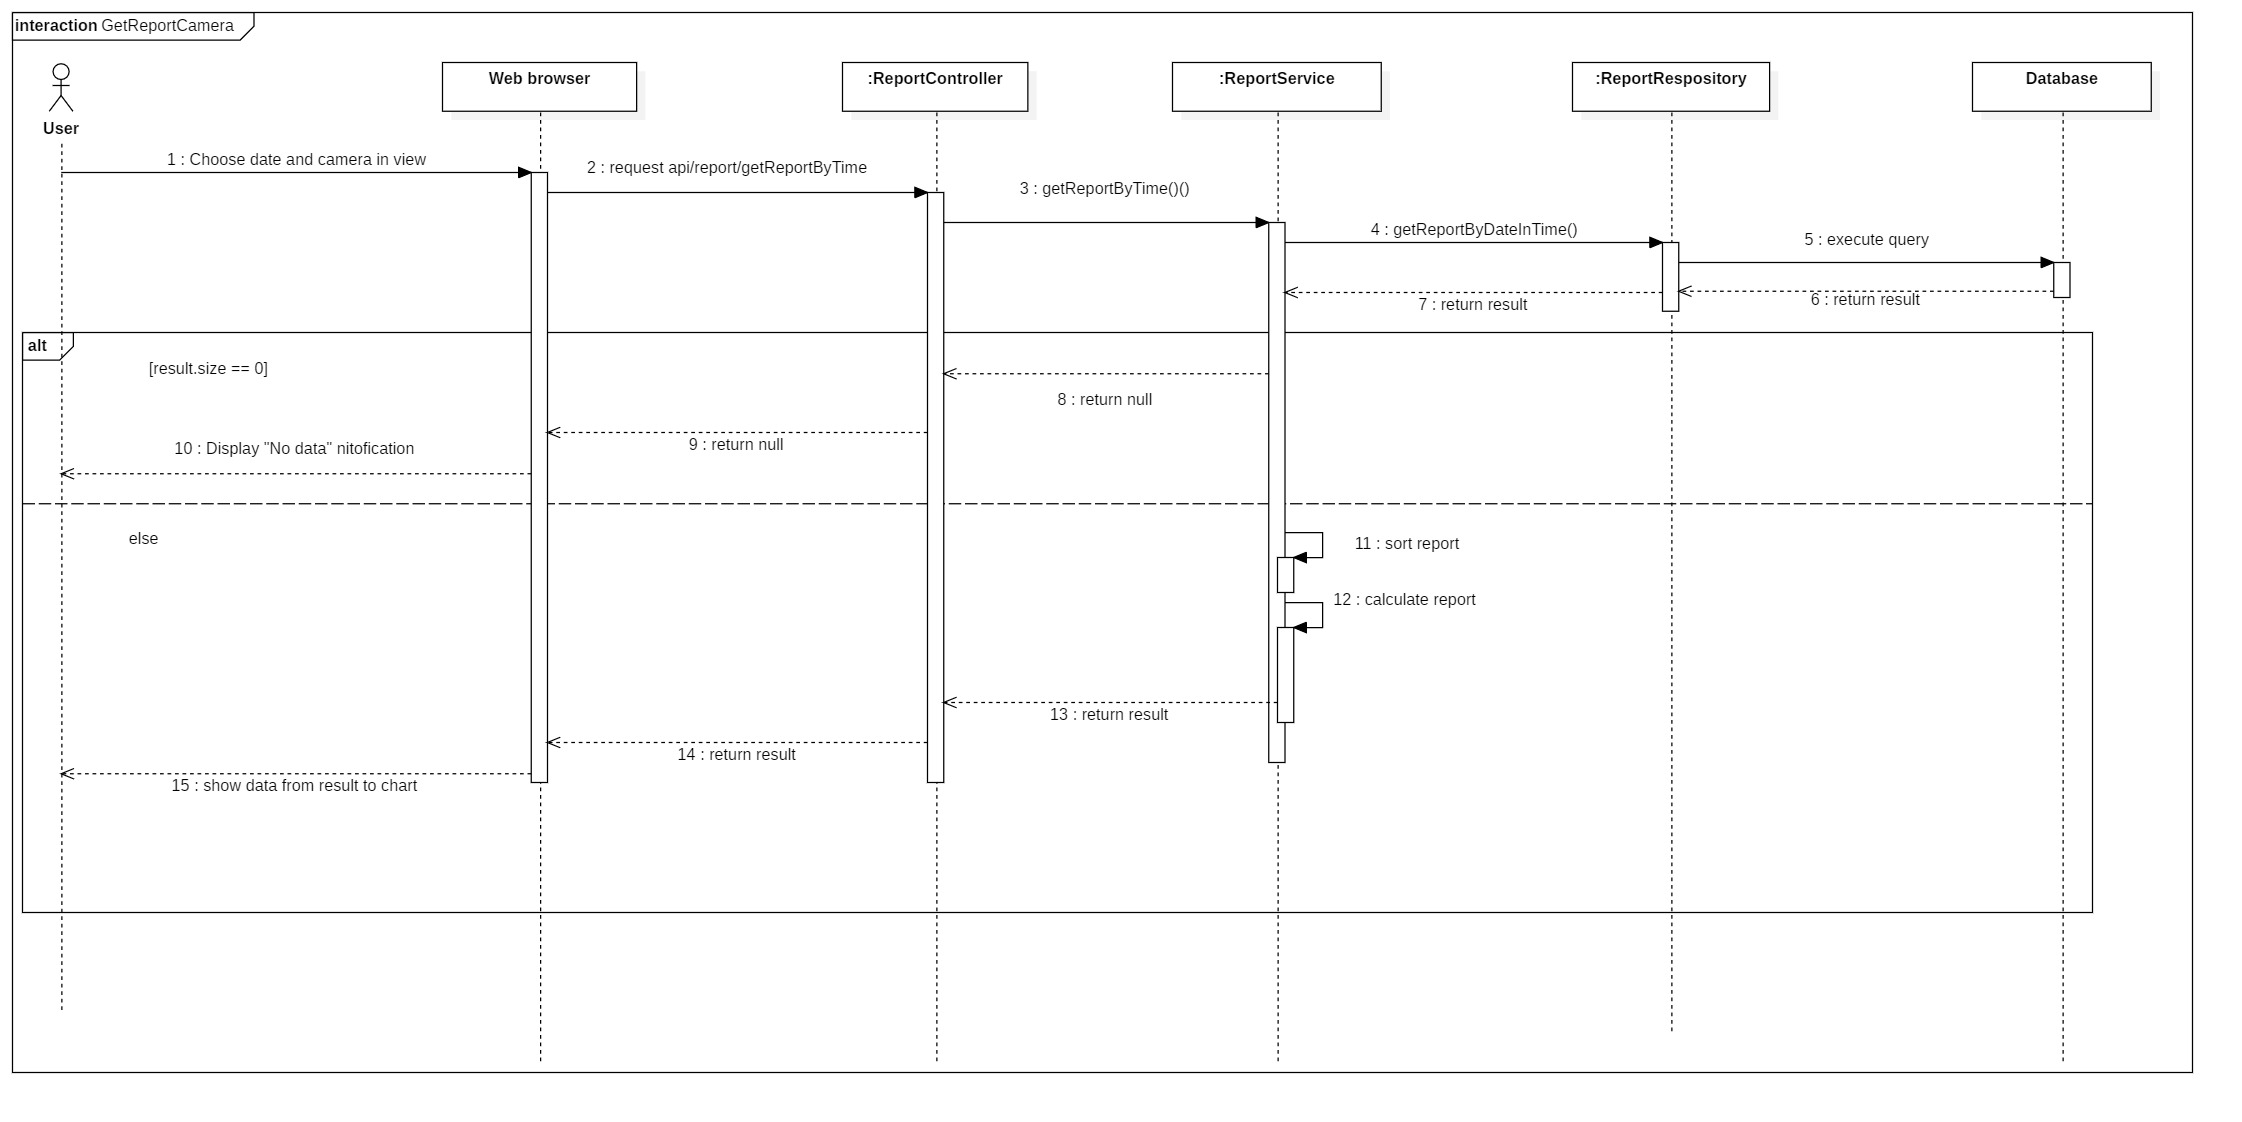 interaction GetReportCamera
User
Web browser
:ReportController
:ReportService
:ReportRespository
Database
1 : Choose date and camera in view
2 : request api/report/getReportByTime
3 : getReportByTime()()
4 : getReportByDateInTime()
5 : execute query
6 : return result
7 : return result
alt
[result.size == 0]
8 : return null
9 : return null
10 : Display "No data" nitofication
else
11 : sort report
12 : calculate report
13 : return result
14 : return result
15 : show data from result to chart